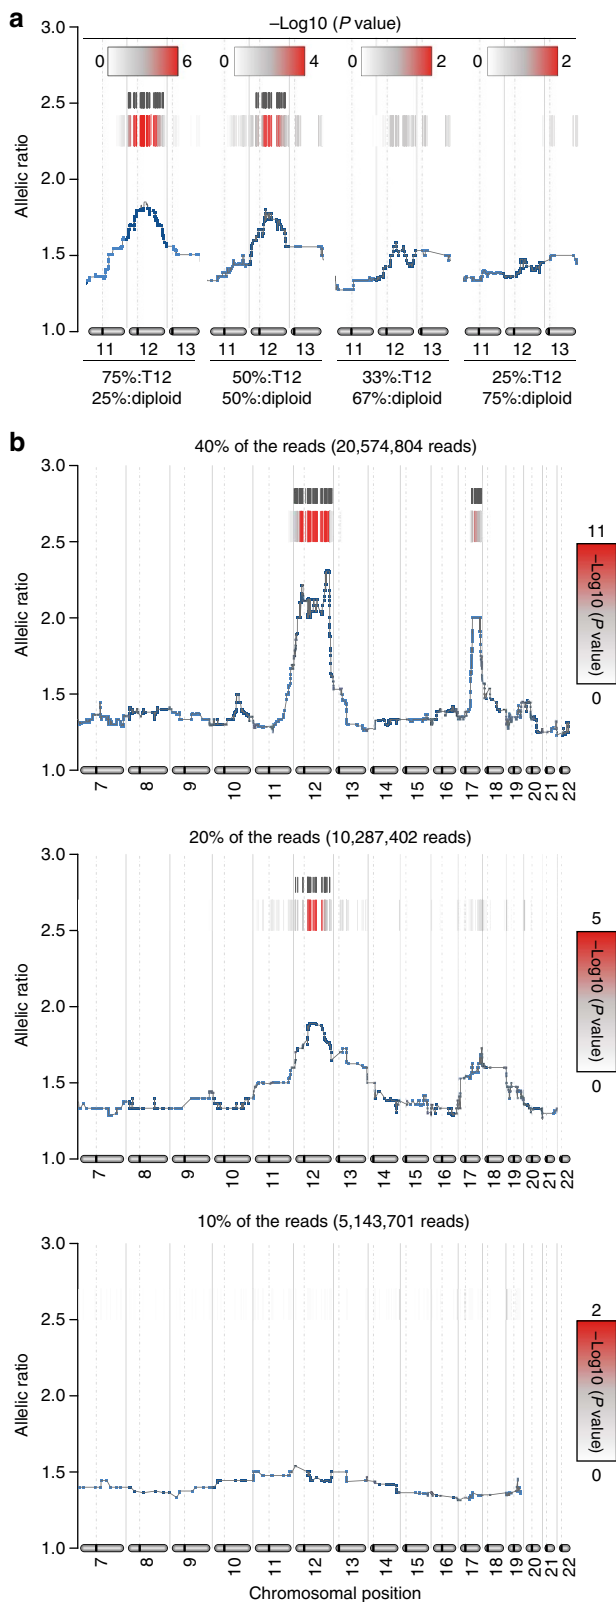 a
–Log10 (P value)
0 6 0 4 0 2 0 2
3.0
2.5
2.0
1.5
1.0
Allelic ratio
11 12 13 11 12 13 11 12 13 11 12 13
75%:T12 50%:T12 33%:T12 25%:T12
25%:diploid 50%:diploid 67%:diploid 75%:diploid
b
40% of the reads (20,574,804 reads)
3.0
2.5
2.0
1.5
1.0
Allelic ratio
11
–Log10 (P value)
0
7 8 9 10 11 12 13 14 15 16 17 18 19 20 21 22
20% of the reads (10,287,402 reads)
3.0
2.5
2.0
1.5
1.0
Allelic ratio
5
–Log10 (P value)
0
7 8 9 10 11 12 13 14 15 16 17 18 19 20 21 22
10% of the reads (5,143,701 reads)
3.0
2.5
2.0
1.5
1.0
Allelic ratio
2
–Log10 (P value)
0
7 8 9 10 11 12 13 14 15 16 17 18 19 20 21 22
Chromosomal position